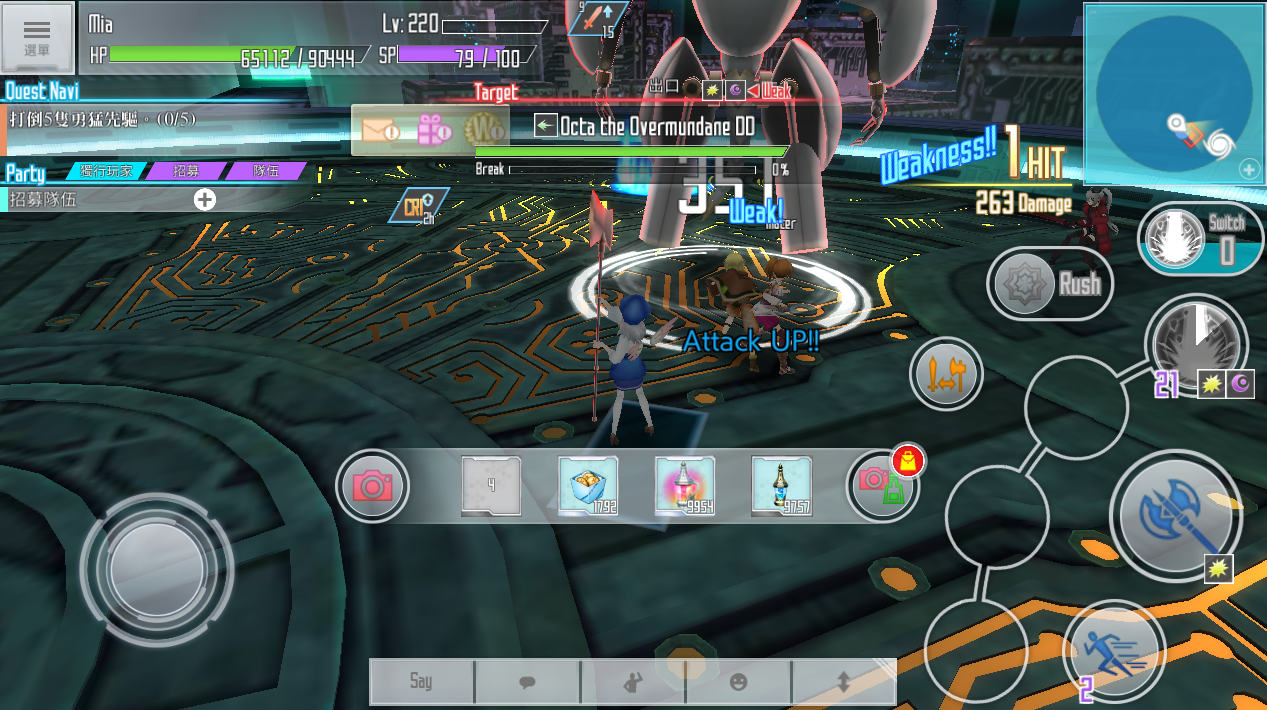 選單
Mia
Lv: 220
HP 65112 / 90444
SP 79 / 100
9
15
Quest Navi
打倒5隻勇猛先驅。(0/5)
Target
出口
Weak
Octa the Overmundane DD
Break
0%
Party
獨行玩家
招募
隊伍
招募隊伍
CRI
2h
Weak!
Weakness!!
1 HIT
263 Damage
Switch
0
Rush
Attack UP!!
21
4
1792
9954
9757
2
Say